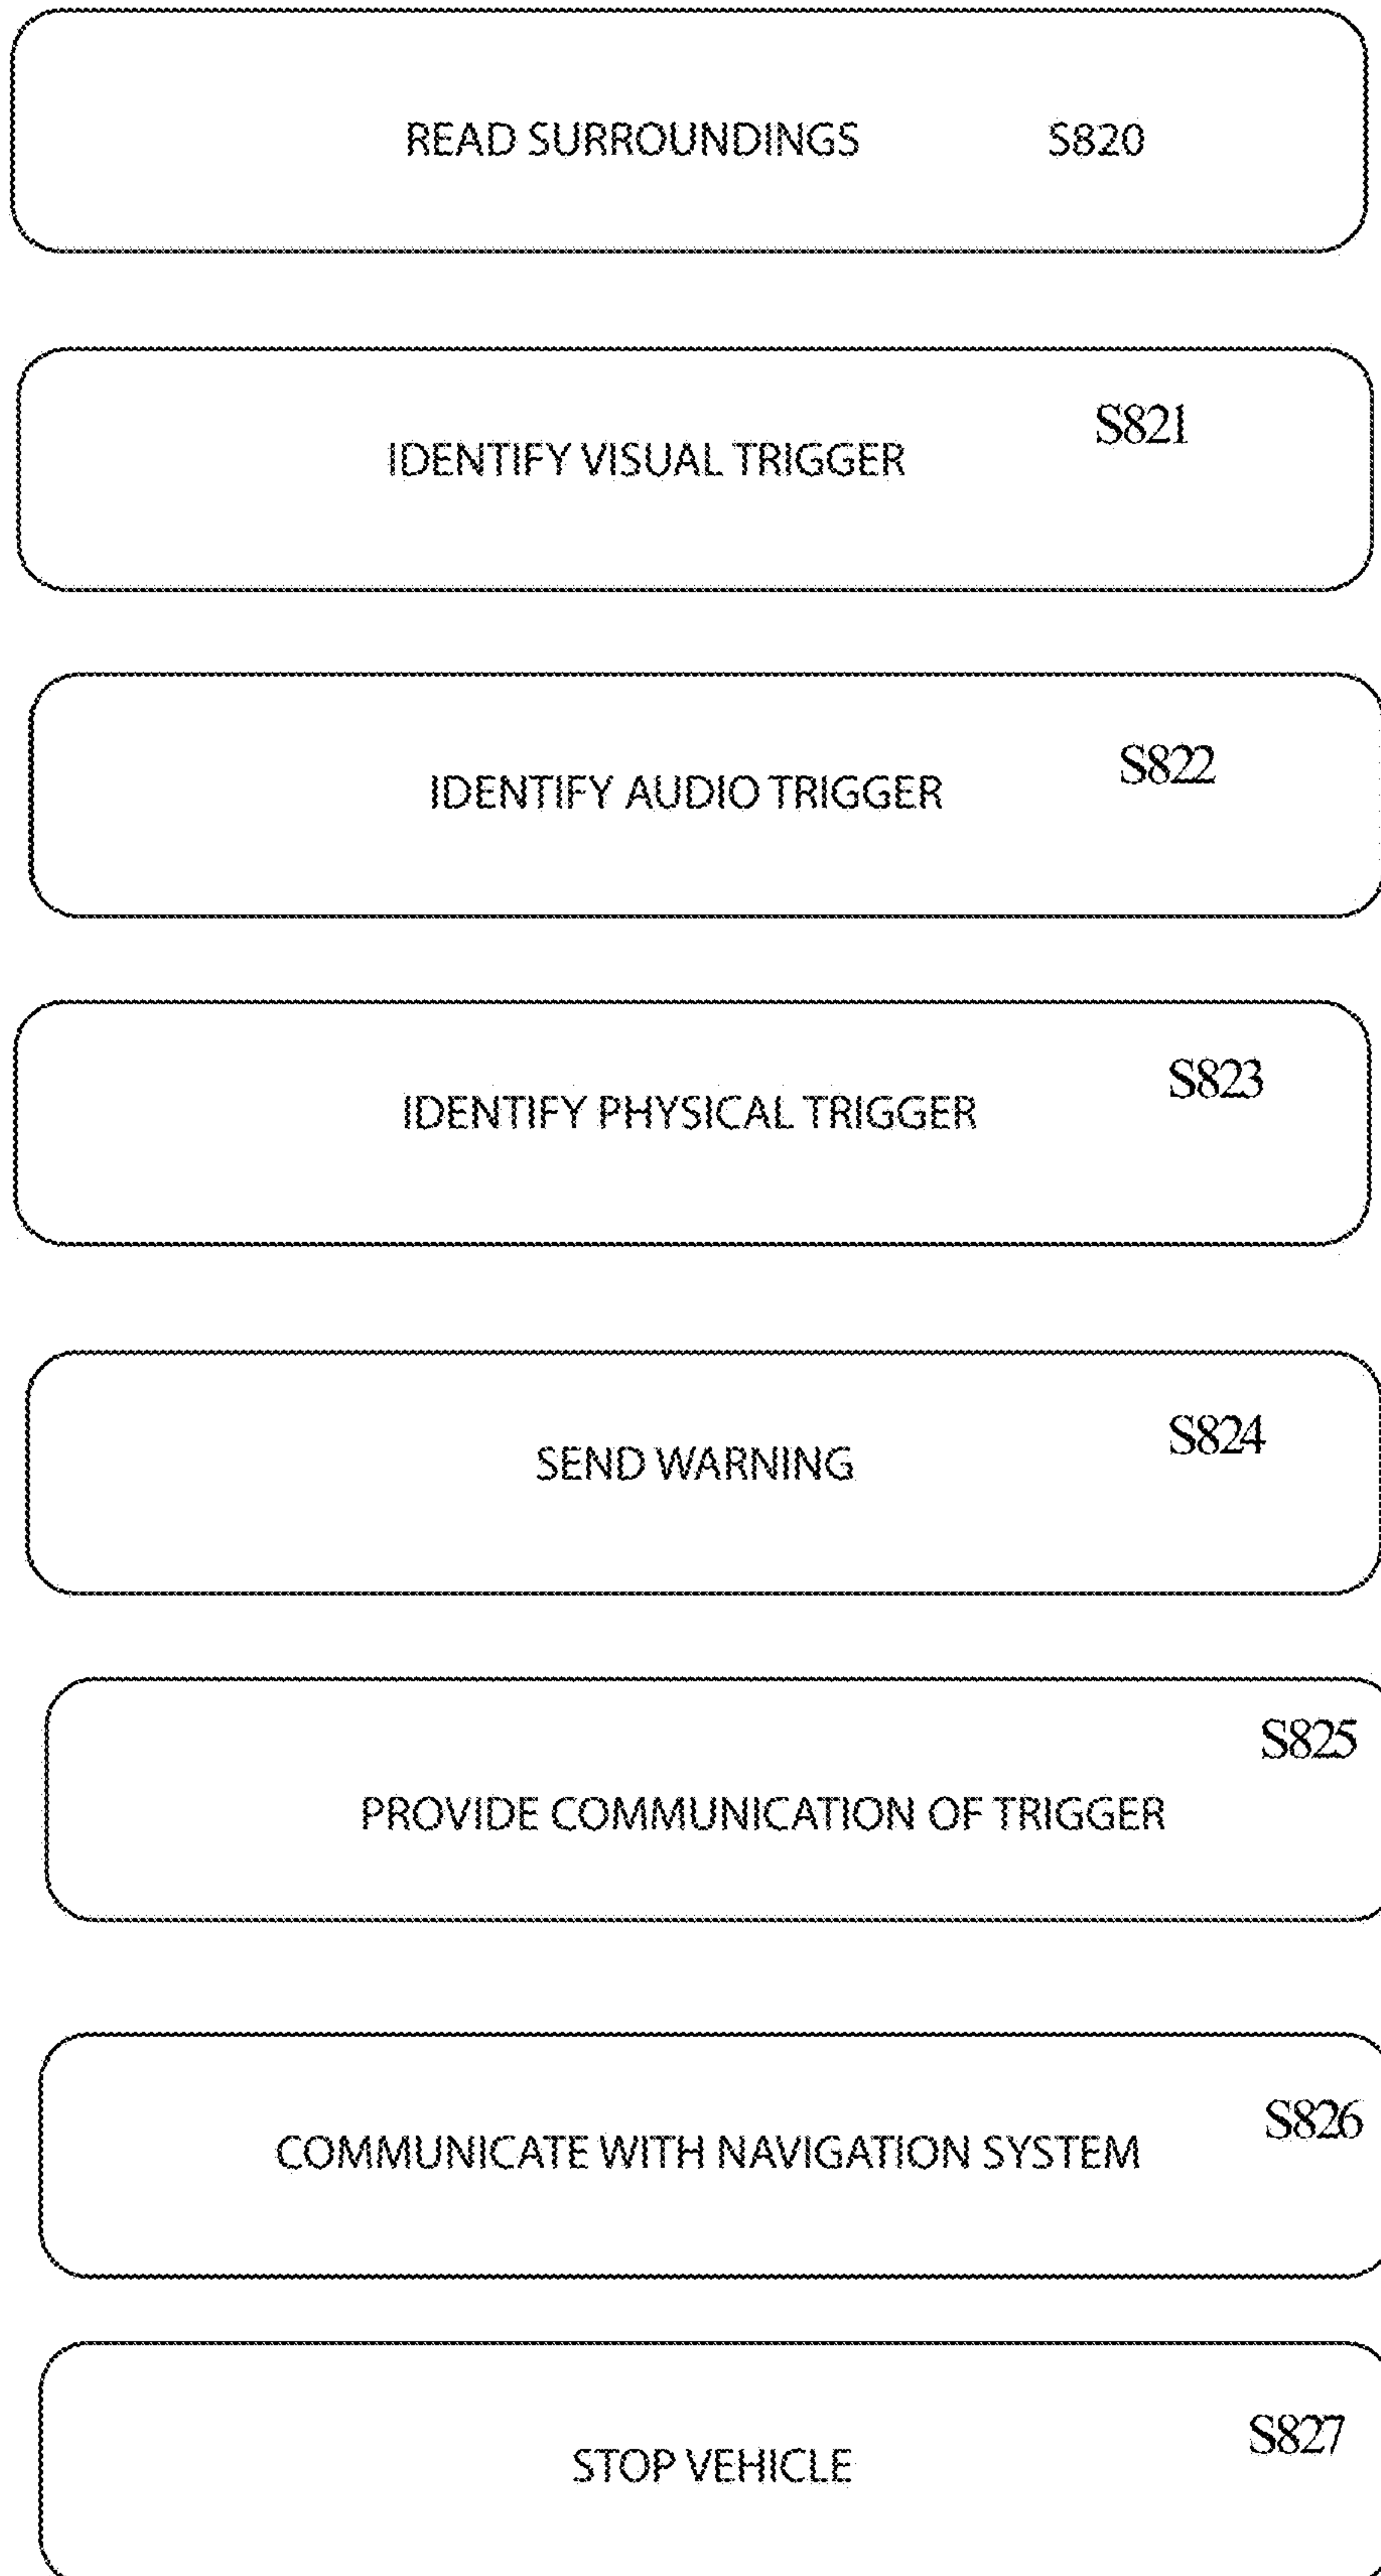 READ SURROUNDINGS S820
IDENTIFY VISUAL TRIGGER S821
IDENTIFY AUDIO TRIGGER S822
IDENTIFY PHYSICAL TRIGGER S823
SEND WARNING S824
S825
PROVIDE COMMUNICATION OF TRIGGER
COMMUNICATE WITH NAVIGATION SYSTEM S826
STOP VEHICLE S827